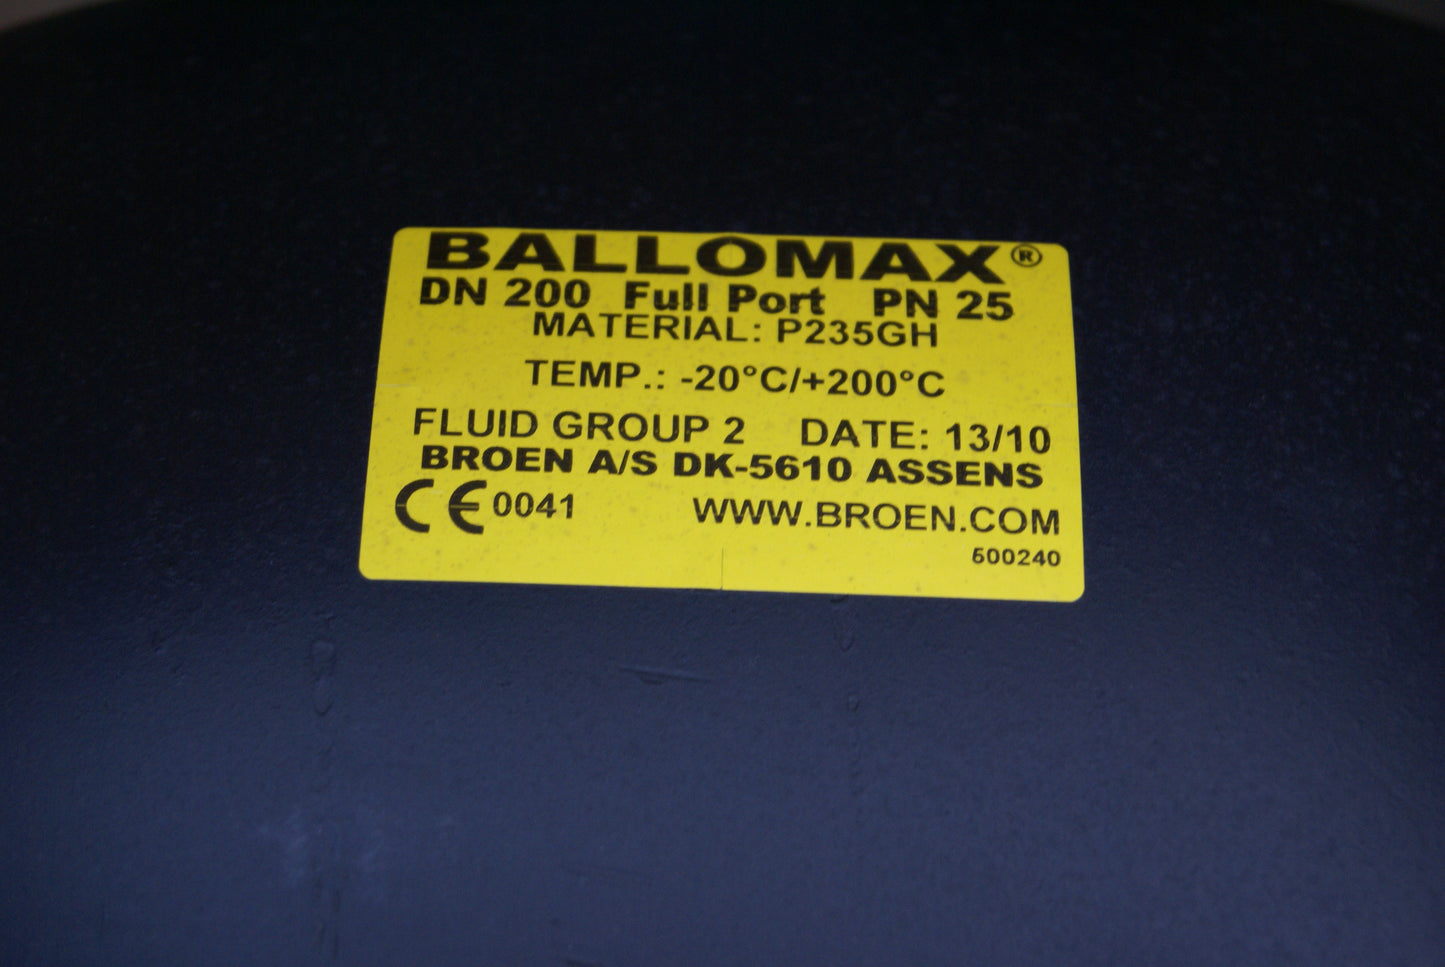 BALLOMAX®
DN 200 Full Port PN 25
MATERIAL: P235GH
TEMP.: -20°C/+200°C
FLUID GROUP 2 DATE: 13/10
BROEN A/S DK-5610 ASSENS
CE 0041 WWW.BROEN.COM
500240